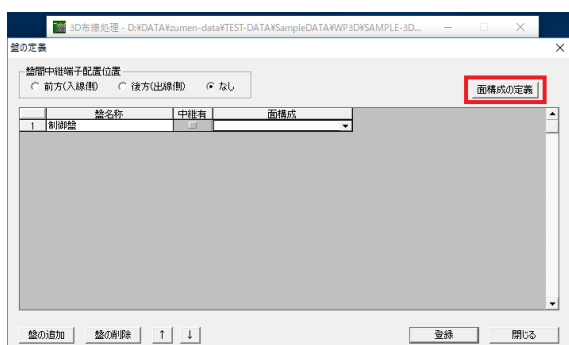 3D布線処理 - D:¥DATA¥zumen-data¥TEST-DATA¥SampleDATA¥WP3D¥SAMPLE-3D...
盤の定義
盤間中継端子配置位置
前方(入線側) 後方(出線側) なし
面構成の定義
盤名称 中継有 面構成
1 制御盤
盤の追加 盤の削除 ↑ ↓ 登録 閉じる